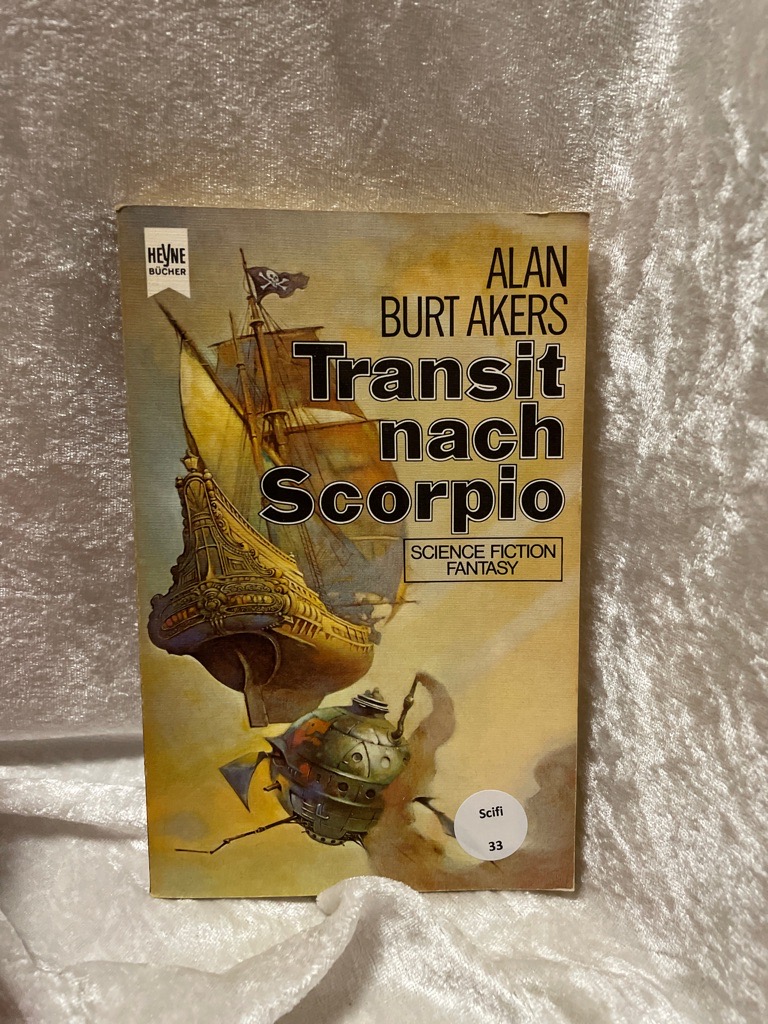 HEYNE
BÜCHER
ALAN
BURT AKERS
Transit
nach
Scorpio
SCIENCE FICTION
FANTASY
Scifi
33